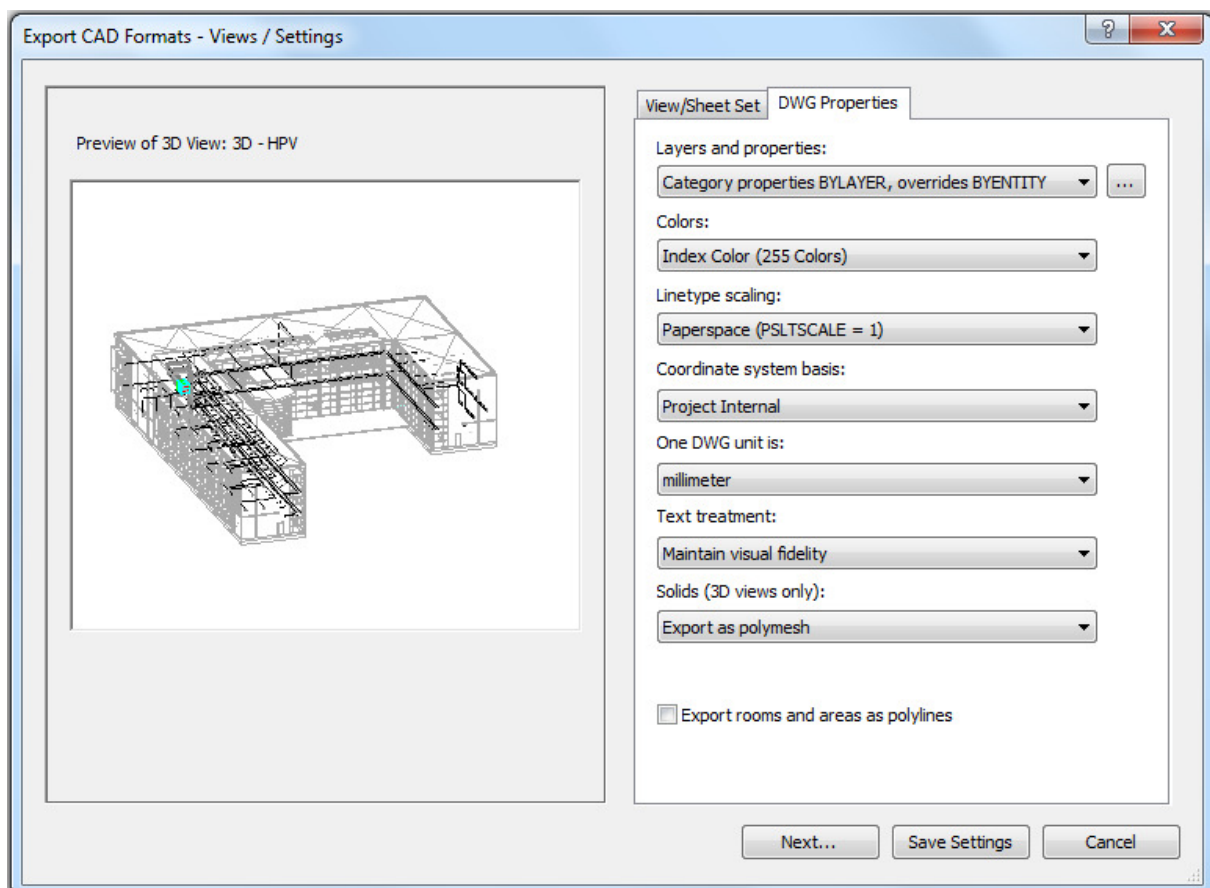 Export CAD Formats - Views / Settings
?
X
Preview of 3D View: 3D - HPV
View/Sheet Set
DWG Properties
Layers and properties:
Category properties BYLAYER, overrides BYENTITY
...
Colors:
Index Color (255 Colors)
Linetype scaling:
Paperspace (PSLTSCALE = 1)
Coordinate system basis:
Project Internal
One DWG unit is:
millimeter
Text treatment:
Maintain visual fidelity
Solids (3D views only):
Export as polymesh
Export rooms and areas as polylines
Next...
Save Settings
Cancel